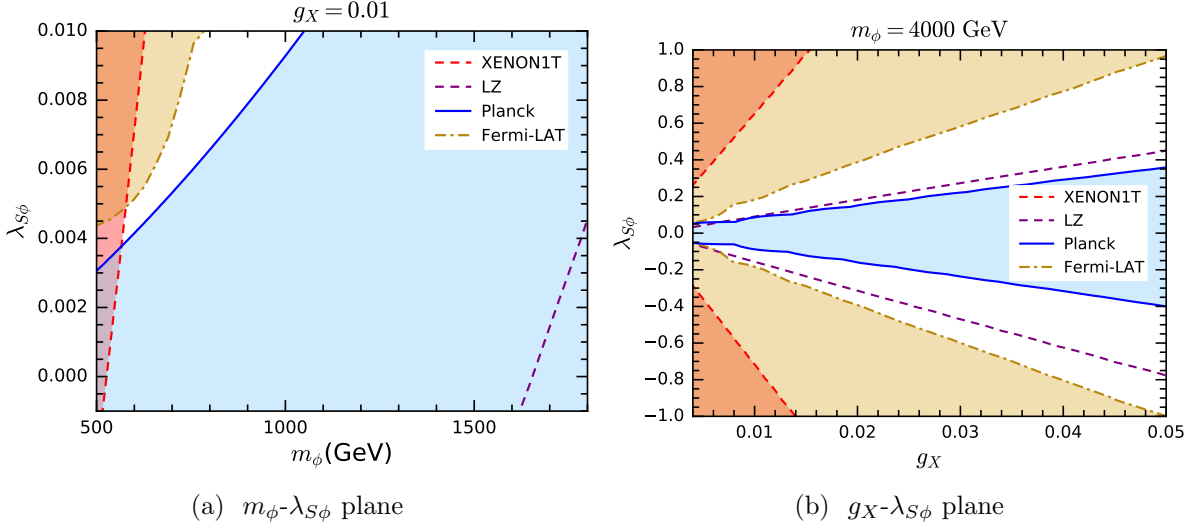 g_X = 0.01
0.010
0.008
0.006
0.004
0.002
0.000
λ_{Sϕ}
XENON1T
LZ
Planck
Fermi-LAT
500 1000 1500
m_ϕ(GeV)
(a) m_ϕ-λ_{Sϕ} plane
m_ϕ = 4000 GeV
1.0
0.8
0.6
0.4
0.2
0.0
−0.2
−0.4
−0.6
−0.8
−1.0
λ_{Sϕ}
XENON1T
LZ
Planck
Fermi-LAT
0.01 0.02 0.03 0.04 0.05
g_X
(b) g_X-λ_{Sϕ} plane